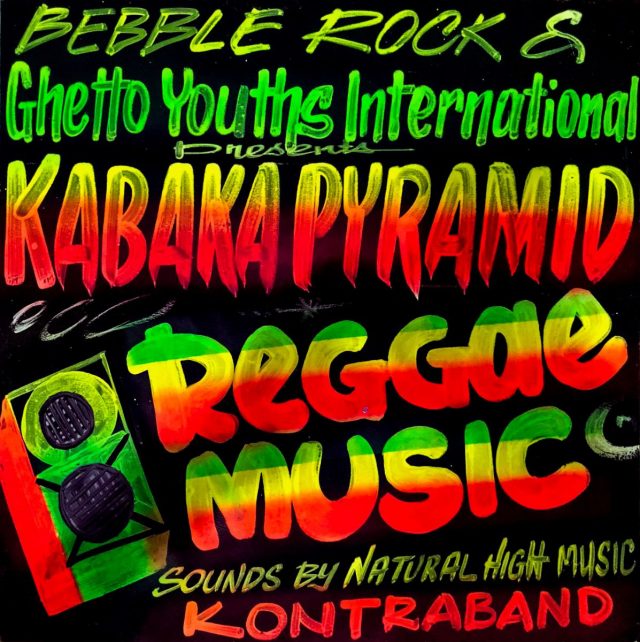 BEBBLE ROCK &
Ghetto Youths International
Presents
KABAKA PYRAMID
ReGGae
MUSIC
SOUNDS BY NATURAL HIGH MUSIC
KONTRABAND